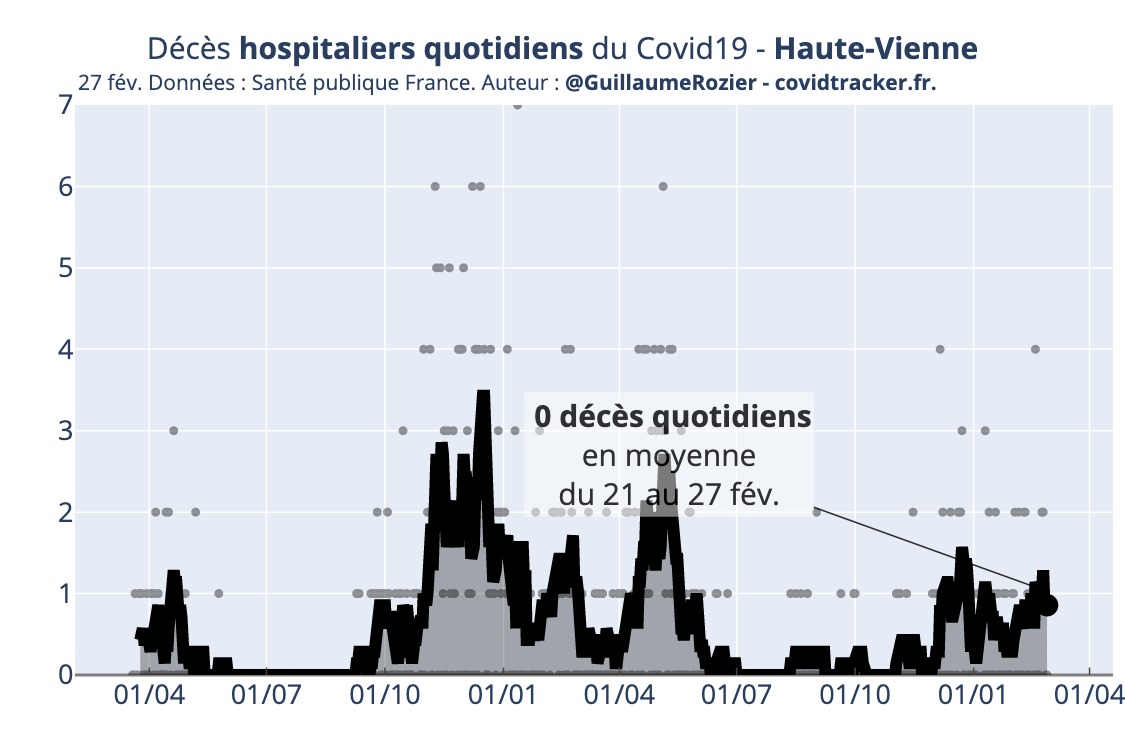 Décès hospitaliers quotidiens du Covid19 - Haute-Vienne
27 fév. Données : Santé publique France. Auteur : @GuillaumeRozier - covidtracker.fr.
7
6
5
4
3
2
1
0
0 décès quotidiens
en moyenne
du 21 au 27 fév.
01/04 01/07 01/10 01/01 01/04 01/07 01/10 01/01 01/04